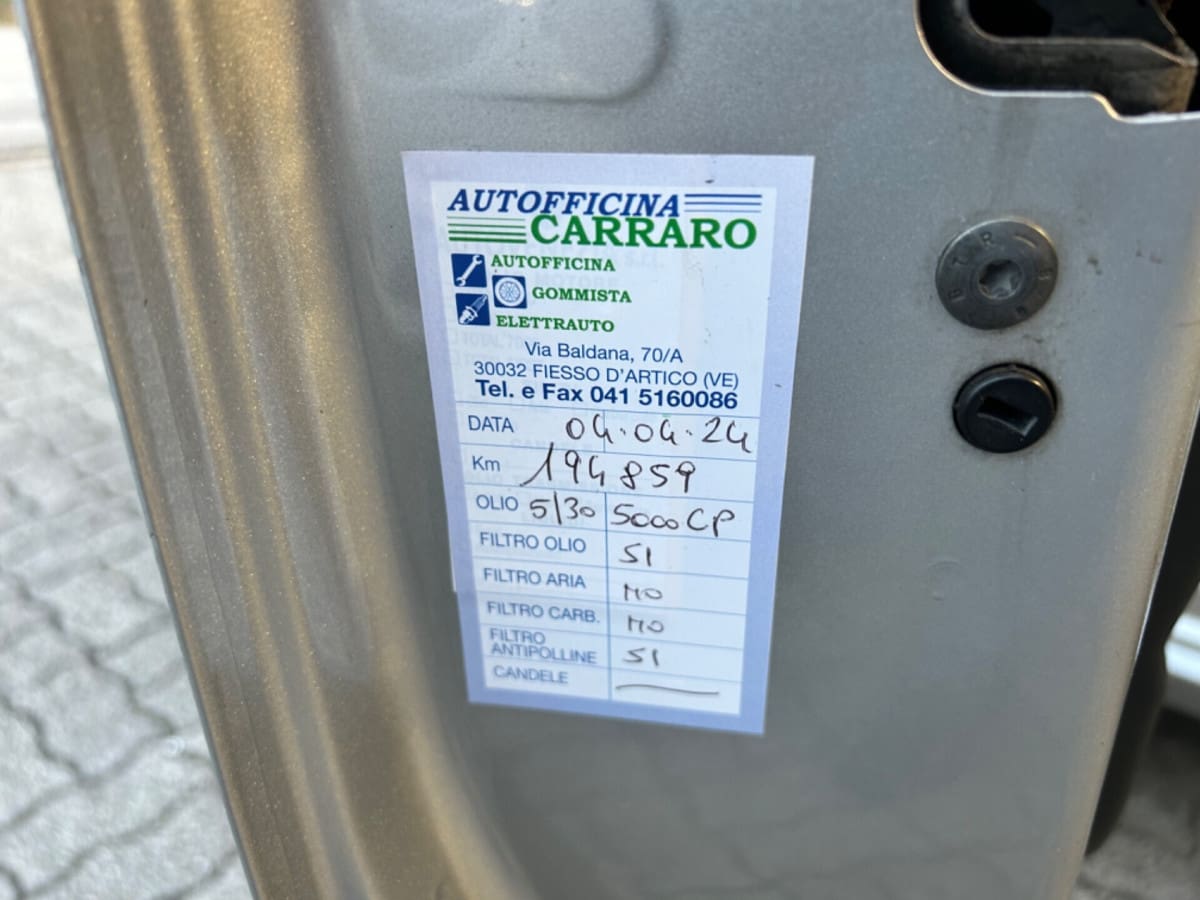 AUTOFFICINA
CARRARO
AUTOFFICINA
GOMMISTA
ELETTRAUTO
Via Baldana, 70/A
30032 FIESSO D'ARTICO (VE)
Tel. e Fax 041 5160086
DATA 04.04.24
Km 194859
OLIO 5/30 5000 CP
FILTRO OLIO SI
FILTRO ARIA NO
FILTRO CARB. NO
FILTRO
ANTIPOLLINE SI
CANDELE